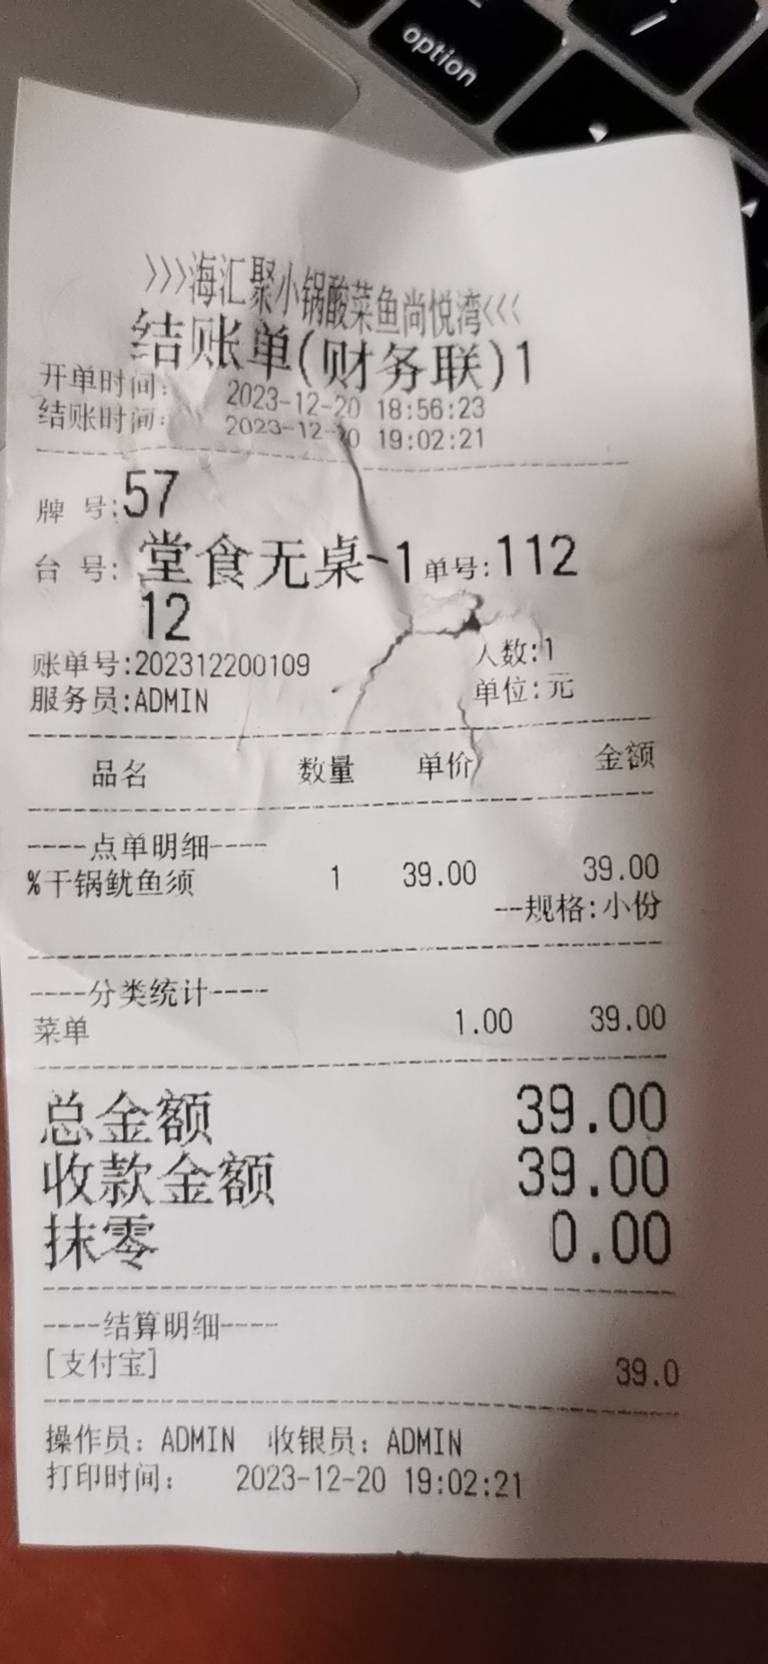 option
>>>海汇聚小锅酸菜鱼尚悦湾<<<
结账单(财务联)1
开单时间: 2023-12-20 18:56:23
结账时间: 2023-12-20 19:02:21
牌 号:57
台 号: 堂食无桌-1 单号:112
12
账单号:202312200109 人数:1
服务员:ADMIN 单位:元
品名 数量 单价 金额
----点单明细----
%干锅鱿鱼须 1 39.00 39.00
--规格:小份
----分类统计----
菜单 1.00 39.00
总金额 39.00
收款金额 39.00
抹零 0.00
----结算明细----
[支付宝] 39.0
操作员: ADMIN 收银员: ADMIN
打印时间: 2023-12-20 19:02:21